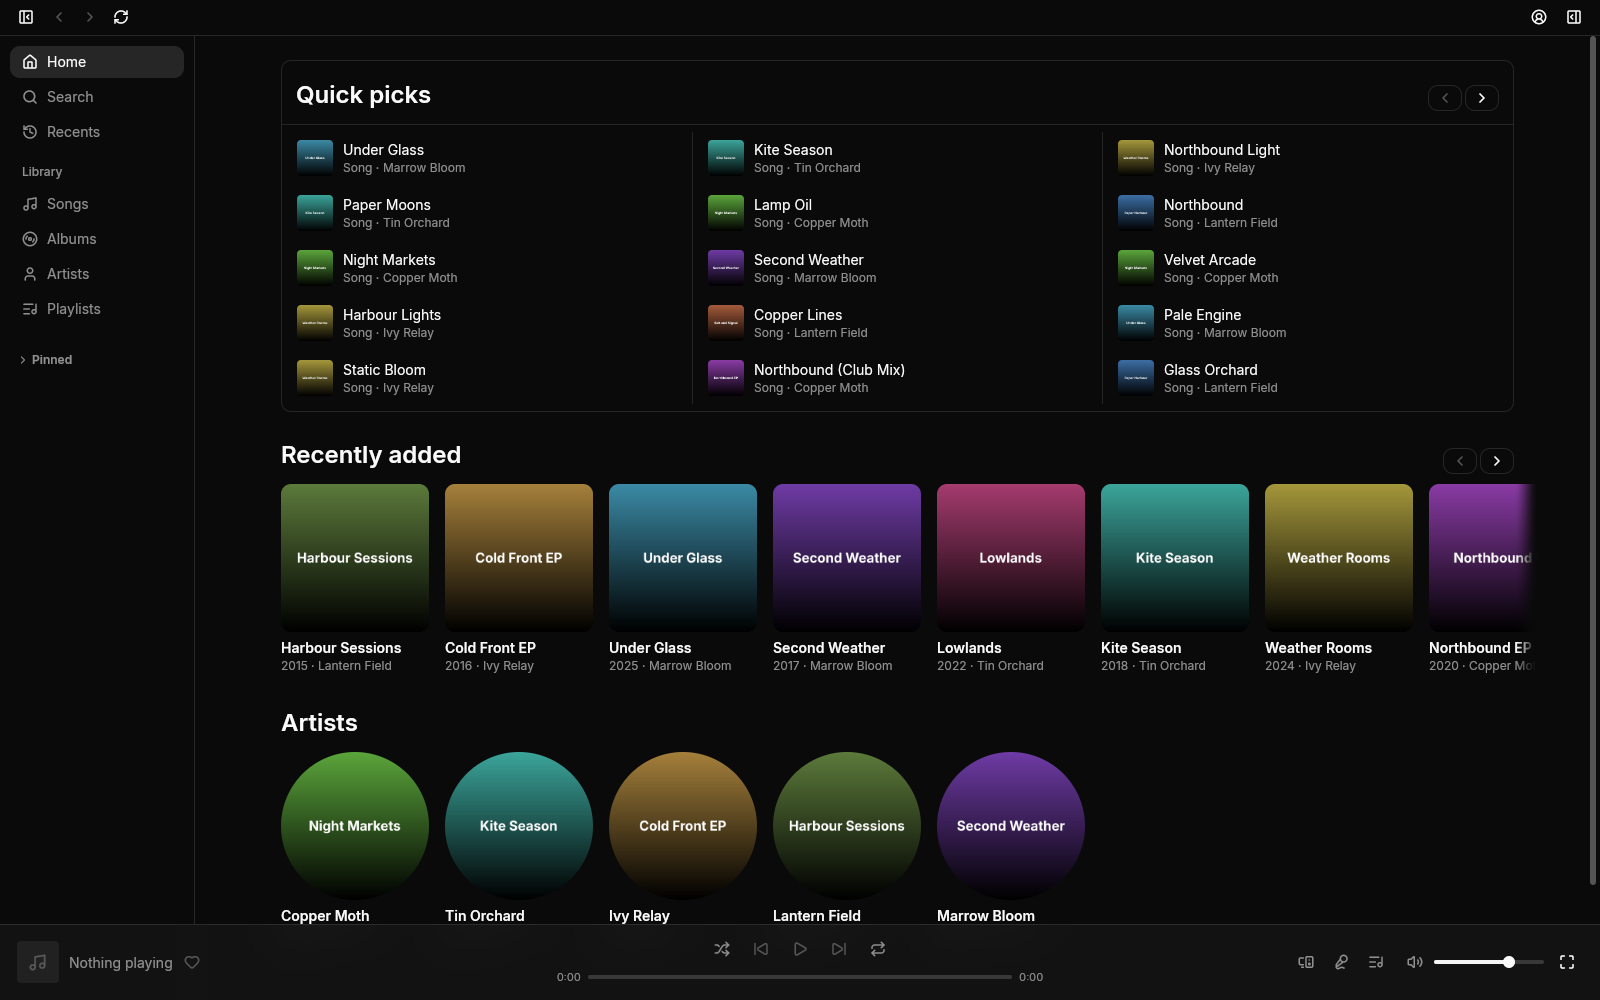 Home
Search
Recents
Library
Songs
Albums
Artists
Playlists
Pinned
Quick picks
Under Glass
Song · Marrow Bloom
Paper Moons
Song · Tin Orchard
Night Markets
Song · Copper Moth
Harbour Lights
Song · Ivy Relay
Static Bloom
Song · Ivy Relay
Kite Season
Song · Tin Orchard
Lamp Oil
Song · Copper Moth
Second Weather
Song · Marrow Bloom
Copper Lines
Song · Lantern Field
Northbound (Club Mix)
Song · Copper Moth
Northbound Light
Song · Ivy Relay
Northbound
Song · Lantern Field
Velvet Arcade
Song · Copper Moth
Pale Engine
Song · Marrow Bloom
Glass Orchard
Song · Lantern Field
Recently added
Harbour Sessions
Cold Front EP
Under Glass
Second Weather
Lowlands
Kite Season
Weather Rooms
Northbound
Harbour Sessions
2015 · Lantern Field
Cold Front EP
2016 · Ivy Relay
Under Glass
2025 · Marrow Bloom
Second Weather
2017 · Marrow Bloom
Lowlands
2022 · Tin Orchard
Kite Season
2018 · Tin Orchard
Weather Rooms
2024 · Ivy Relay
Northbound EP
2020 · Copper
Artists
Night Markets
Kite Season
Cold Front EP
Harbour Sessions
Second Weather
Copper Moth
Tin Orchard
Ivy Relay
Lantern Field
Marrow Bloom
Nothing playing
0:00
0:00